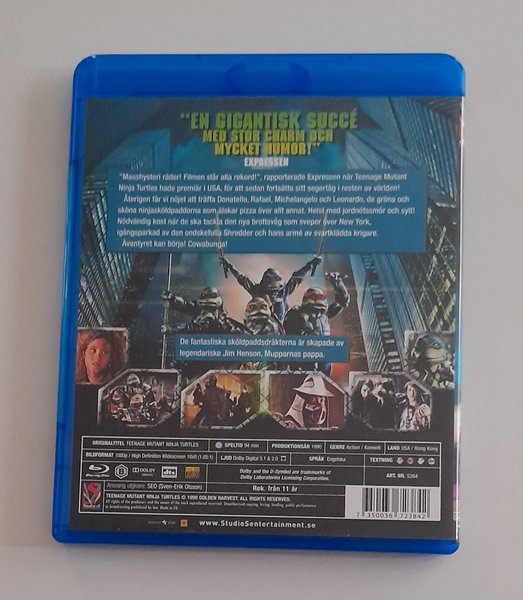 "EN GIGANTISK SUCCÉ
MED STOR CHARM OCH
MYCKET HUMOR!"
EXPRESSEN
"Masshysteri råder! Filmen slår alla rekord!", rapporterade Expressen när Teenage Mutant
Ninja Turtles hade premiär i USA, för att sedan fortsätta sitt segertåg i resten av världen!
Återigen får vi nöjet att träffa Donatello, Rafael, Michelangelo och Leonardo, de gröna och
sköna ninjasköldpaddorna som älskar pizza över allt annat. Helst med jordnötssmör och sylt!
Nödvändig kost när de ska tackla den nya brottsvåg som sveper över New York,
igångsparkad av den ondskefulla Shredder och hans armé av svartklädda krigare.
Äventyret kan börja! Cowabunga!
De fantastiska sköldpaddsdräkterna är skapade av
legendariske Jim Henson, Mupparnas pappa.
ORIGINALTITEL TEENAGE MUTANT NINJA TURTLES SPELTID 94 min PRODUKTIONSÅR 1990 GENRE Action / Komedi LAND USA / Hong Kong
BILDFORMAT 1080p / High Definition Widescreen 16x9 (1.85:1) LJUD Dolby Digital 5.1 & 2.0 SPRÅK Engelska TEXTNING
Blu-ray Disc DOLBY dts Dolby and the D-Symbol are trademarks of
Dolby Laboratories Licensing Corporation. ART. NR. 5384
Ansvarig utgivare: SEO (Sven-Erik Olsson) Rek. från 11 år
TEENAGE MUTANT NINJA TURTLES © 1990 GOLDEN HARVEST. ALL RIGHTS RESERVED.
7 350036 723842
www.StudioSentertainment.se